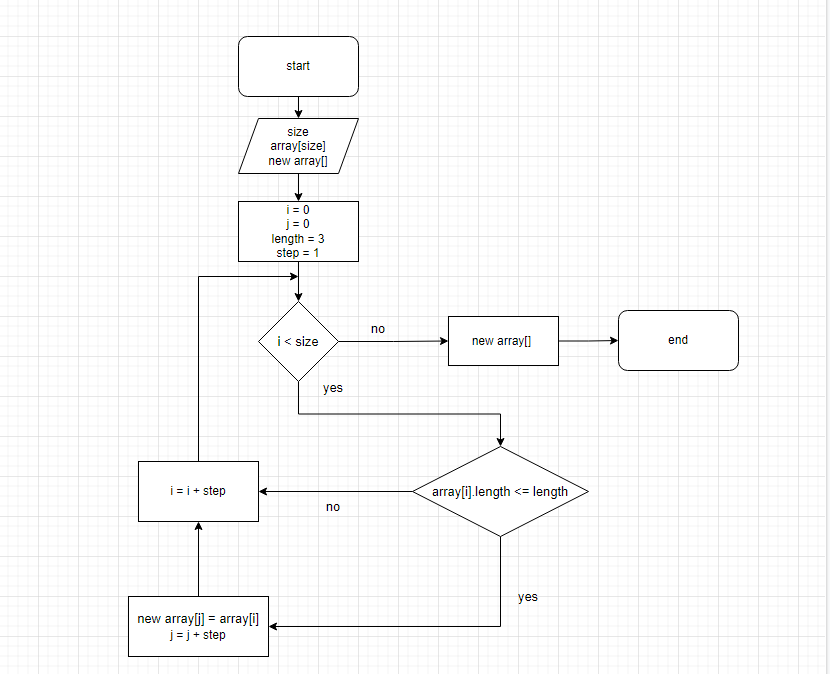 start
size
array[size]
new array[]
i = 0
j = 0
length = 3
step = 1
i < size
no
new array[]
end
yes
i = i + step
array[i].length <= length
no
yes
new array[j] = array[i]
j = j + step